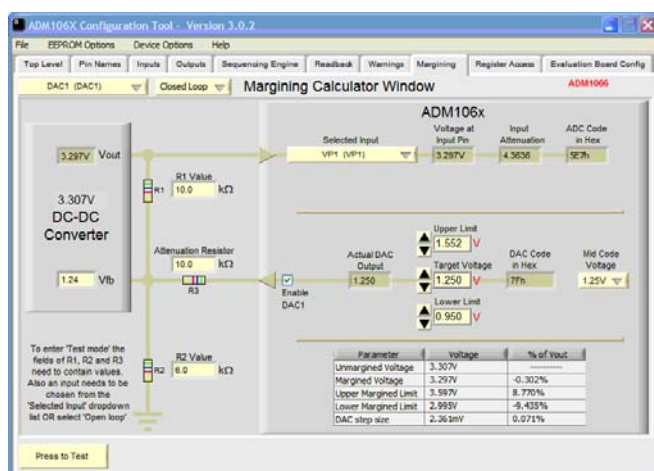 ADM106X Configuration Tool - Version 3.0.2
File EEPROM Options Device Options Help
Top Level Pin Names Inputs Outputs Sequencing Engine Readback Warnings Margining Register Access Evaluation Board Config
DAC1 (DAC1) Closed Loop Margining Calculator Window ADM1066
ADM106x
Selected Input
VP1 (VP1)
Voltage at Input Pin
3.297V
Input Attenuation
4.3636
ADC Code in Hex
5E7h
3.297V Vout
3.307V
DC-DC
Converter
1.24 Vfb
R1 Value
R1 10.0 kΩ
Attenuation Resistor
10.0 kΩ
R3
R2 Value
R2 6.0 kΩ
Enable DAC1
Actual DAC Output
1.250
Upper Limit
1.552 V
Target Voltage
1.250 V
Lower Limit
0.950 V
DAC Code in Hex
7Fh
Mid Code Voltage
1.25V
To enter 'Test mode' the
fields of R1, R2 and R3
need to contain values.
Also an input needs to be
chosen from the
'Selected Input' dropdown
list OR select 'Open loop'
Parameter Voltage % of Vout
Unmargined Voltage 3.307V ----------
Margined Voltage 3.297V -0.302%
Upper Margined Limit 3.597V 8.770%
Lower Margined Limit 2.995V -9.435%
DAC step size 2.361mV 0.071%
Press to Test